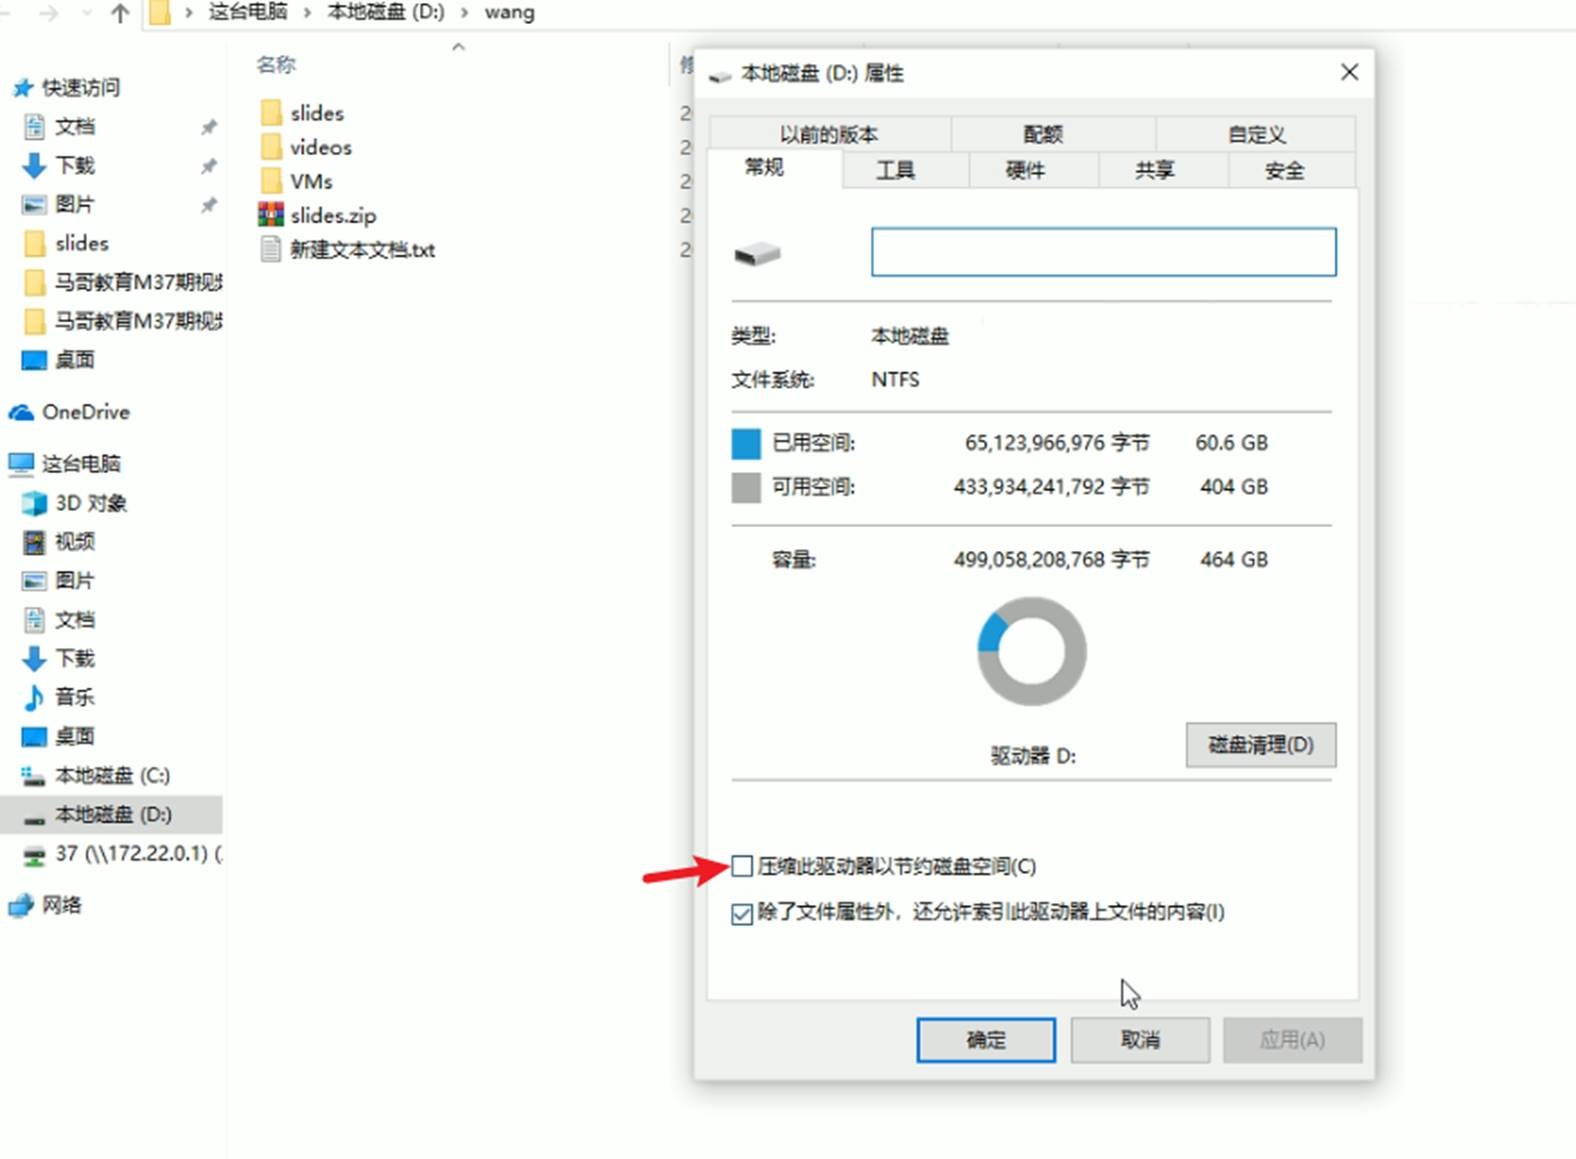 这台电脑 › 本地磁盘 (D:) › wang
快速访问
文档
下载
图片
slides
马哥教育M37期视
马哥教育M37期视
桌面
OneDrive
这台电脑
3D 对象
视频
图片
文档
下载
音乐
桌面
本地磁盘 (C:)
本地磁盘 (D:)
37 (\\172.22.0.1) (
网络
名称
slides
videos
VMs
slides.zip
新建文本文档.txt
2
2
2
2
2
本地磁盘 (D:) 属性
以前的版本 配额 自定义
常规 工具 硬件 共享 安全
类型: 本地磁盘
文件系统: NTFS
已用空间: 65,123,966,976 字节 60.6 GB
可用空间: 433,934,241,792 字节 404 GB
容量: 499,058,208,768 字节 464 GB
驱动器 D:
磁盘清理(D)
压缩此驱动器以节约磁盘空间(C)
除了文件属性外，还允许索引此驱动器上文件的内容(I)
确定 取消 应用(A)